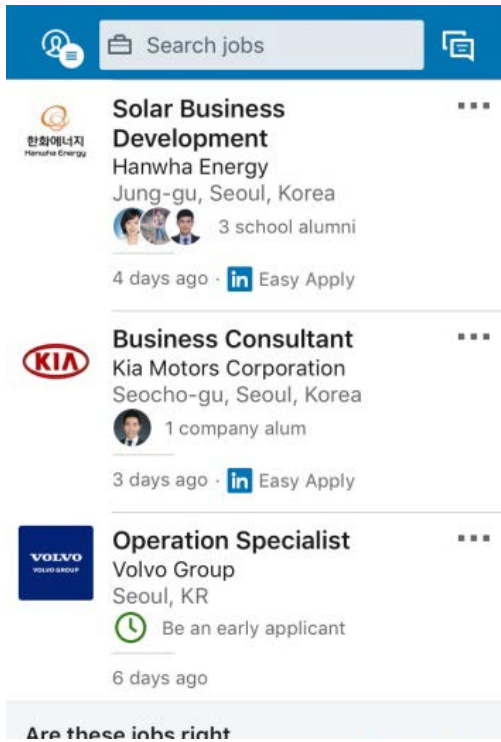 Search jobs
한화에너지
Hanwha Energy
Solar Business
Development
Hanwha Energy
Jung-gu, Seoul, Korea
3 school alumni
4 days ago · in Easy Apply
KIA
Business Consultant
Kia Motors Corporation
Seocho-gu, Seoul, Korea
1 company alum
3 days ago · in Easy Apply
VOLVO
VOLVO GROUP
Operation Specialist
Volvo Group
Seoul, KR
Be an early applicant
6 days ago
Are these jobs right